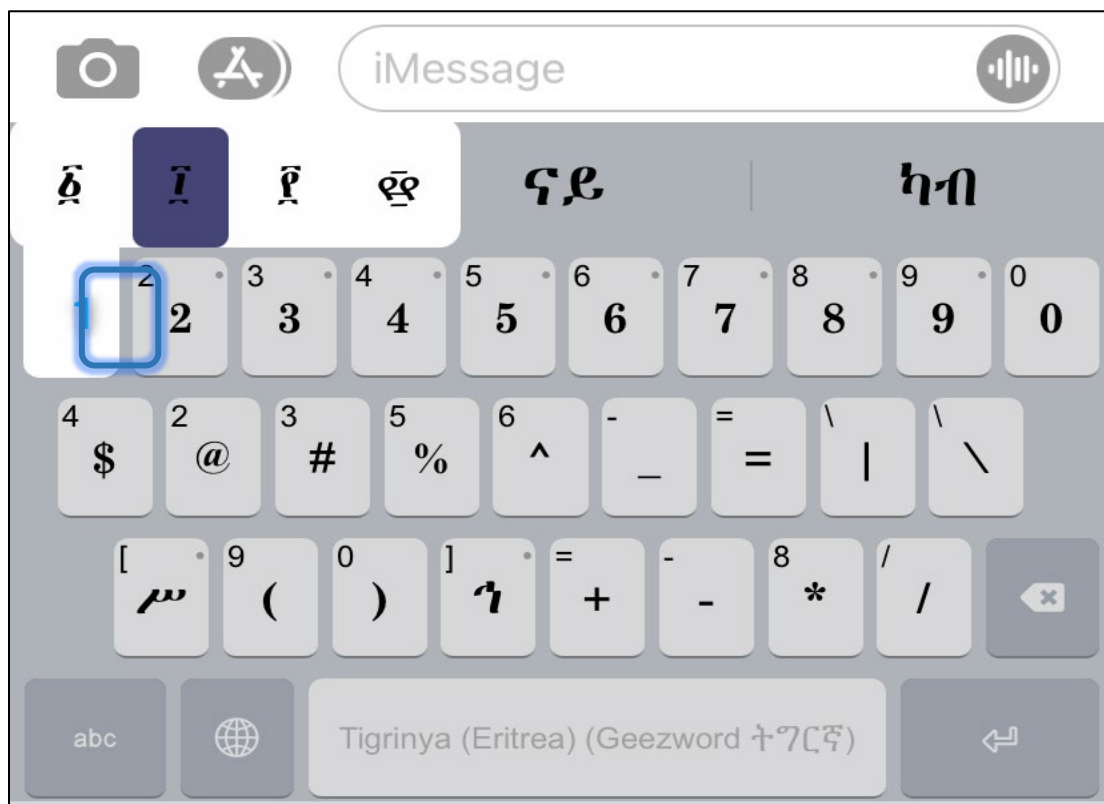 iMessage
፩ ፲ ፻ ፼ ናይ ካብ
1 2 2 3 3 4 4 5 5 6 6 7 7 8 8 9 9 0 0
4 $ 2 @ 3 # 5 % 6 ^ - _ = = \ | \ \
[ ሥ 9 ( 0 ) ] ኅ = + - - 8 * / /
abc Tigrinya (Eritrea) (Geezword ትግርኛ)